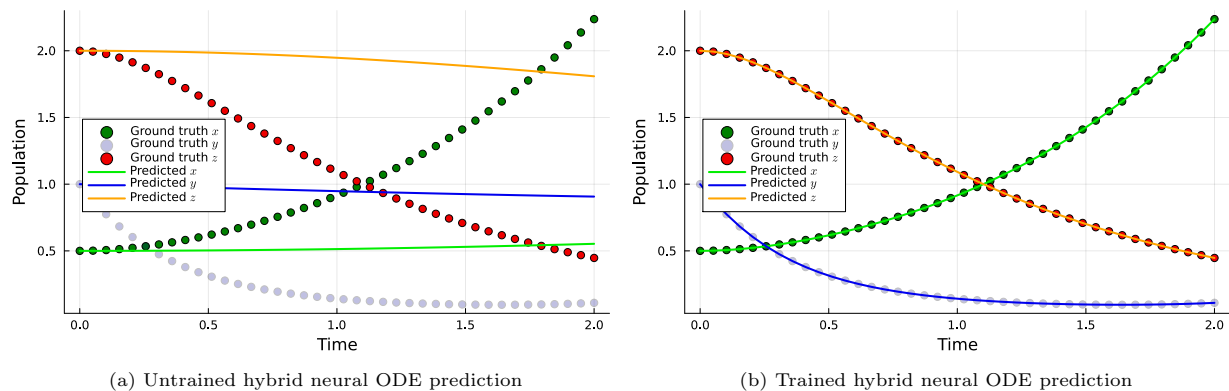 2.0
1.5
1.0
0.5
Population
Ground truth x
Ground truth y
Ground truth z
Predicted x
Predicted y
Predicted z
0.0 0.5 1.0 1.5 2.0
Time
(a) Untrained hybrid neural ODE prediction
2.0
1.5
1.0
0.5
Population
Ground truth x
Ground truth y
Ground truth z
Predicted x
Predicted y
Predicted z
0.0 0.5 1.0 1.5 2.0
Time
(b) Trained hybrid neural ODE prediction